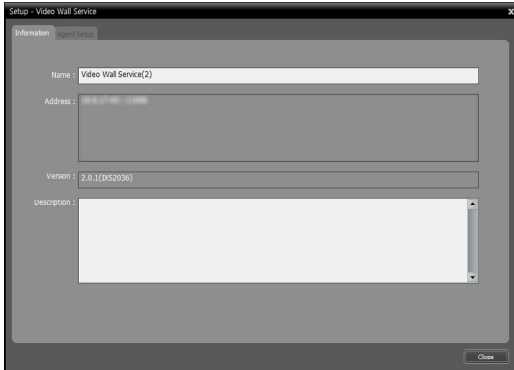 Setup - Video Wall Service
x
Information
Agent Setup
Name :
Video Wall Service(2)
Address :
Version :
2.0.1(IXS2036)
Description :
Close